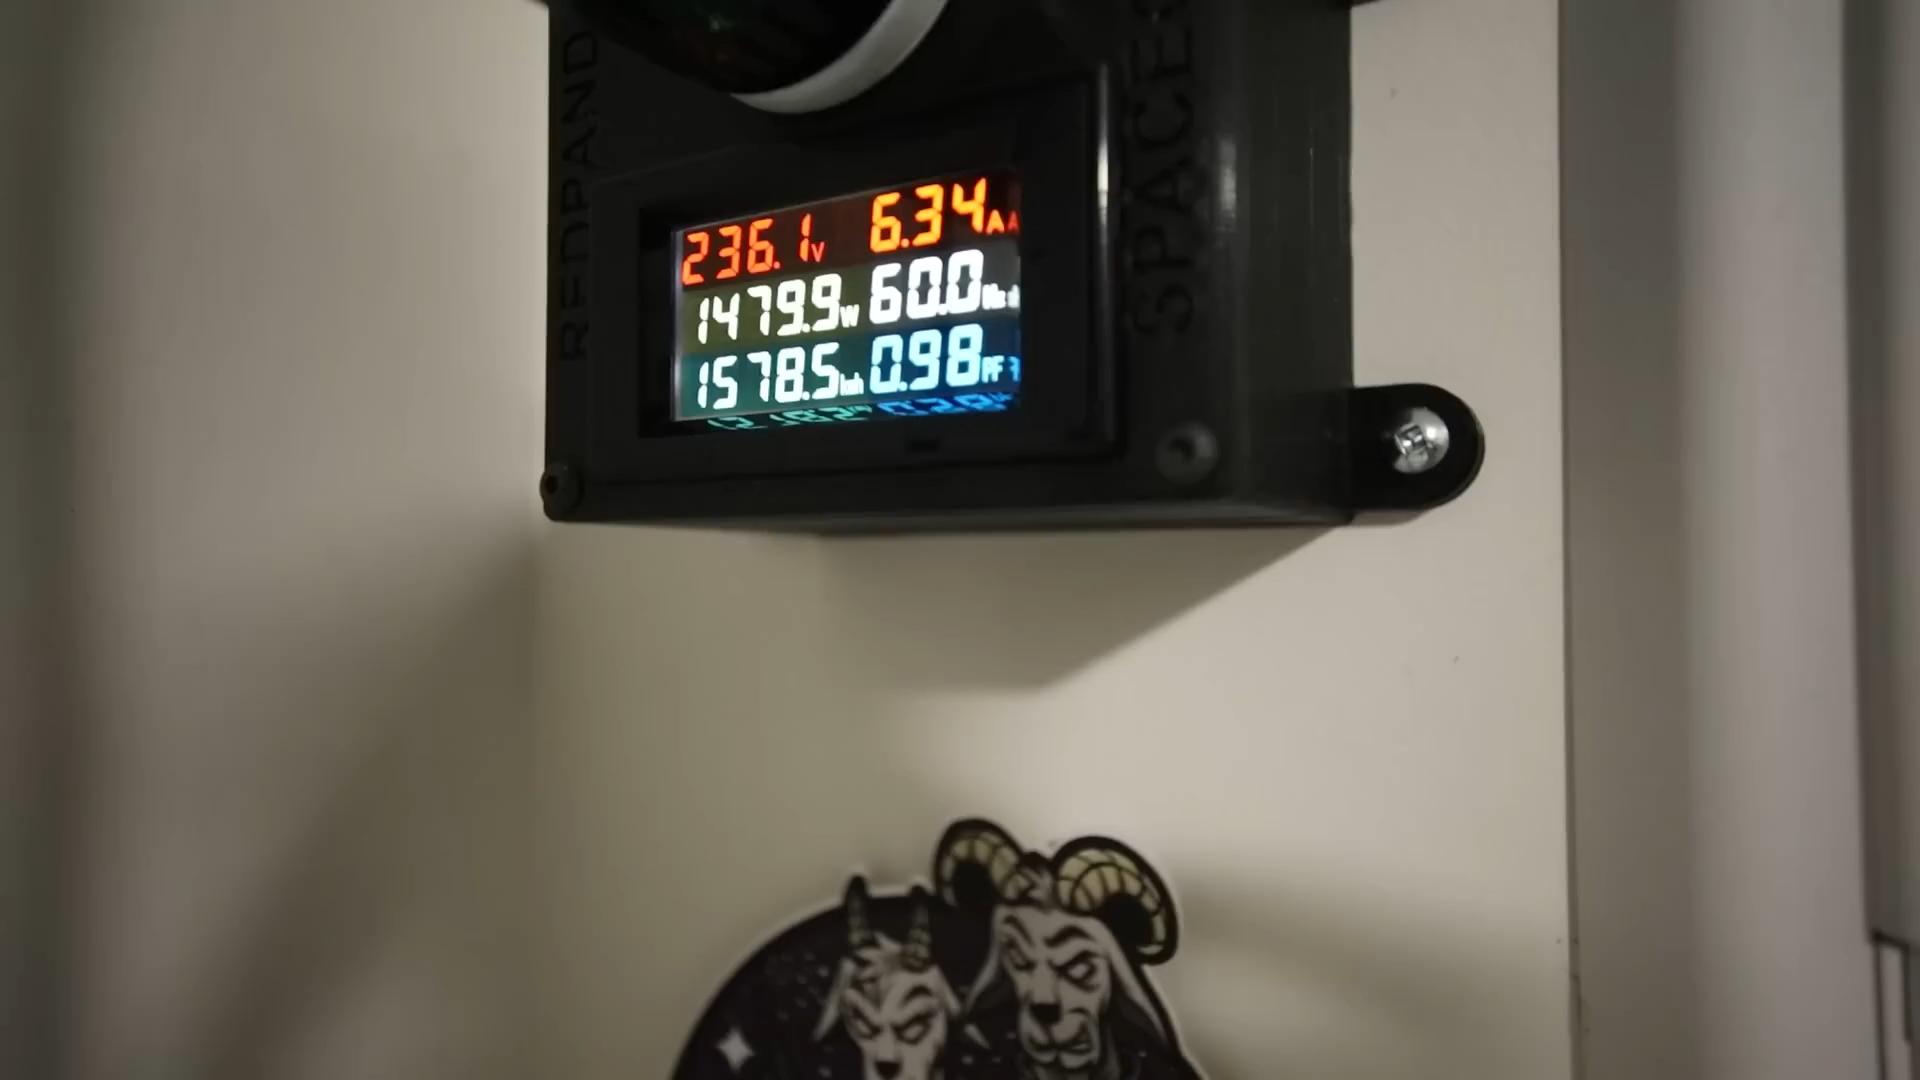 REDPAND
SPACES
236.1V 6.34A
1479.9W 60.0Hz
1578.5kWh 0.98PF